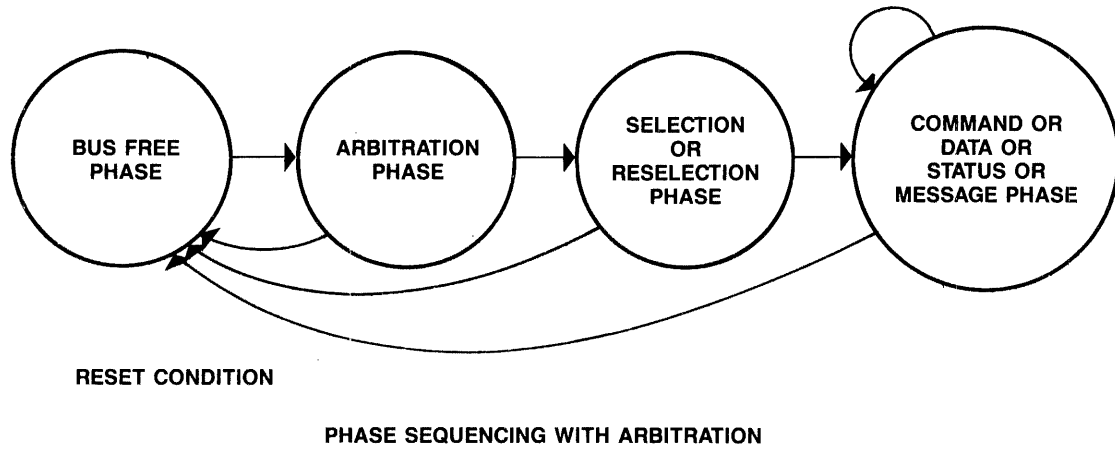 BUS FREE
PHASE
ARBITRATION
PHASE
SELECTION
OR
RESELECTION
PHASE
COMMAND OR
DATA OR
STATUS OR
MESSAGE PHASE
RESET CONDITION
PHASE SEQUENCING WITH ARBITRATION